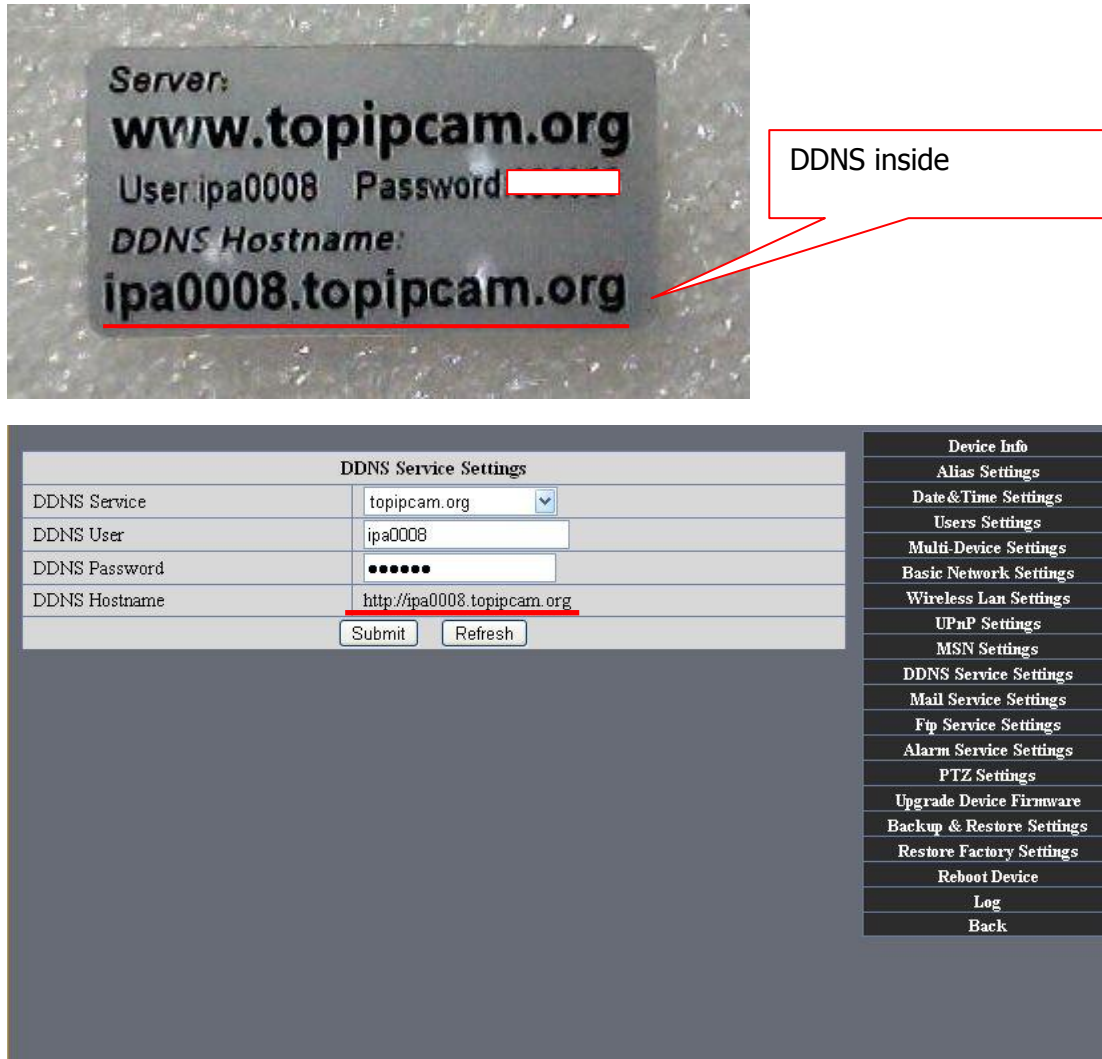 Server:
www.topipcam.org
User:ipa0008 Password:
DDNS Hostname:
ipa0008.topipcam.org
DDNS inside
DDNS Service Settings
DDNS Service topipcam.org
DDNS User ipa0008
DDNS Password ●●●●●●
DDNS Hostname http://ipa0008.topipcam.org
Submit Refresh
Device Info
Alias Settings
Date&Time Settings
Users Settings
Multi-Device Settings
Basic Network Settings
Wireless Lan Settings
UPnP Settings
MSN Settings
DDNS Service Settings
Mail Service Settings
Ftp Service Settings
Alarm Service Settings
PTZ Settings
Upgrade Device Firmware
Backup & Restore Settings
Restore Factory Settings
Reboot Device
Log
Back